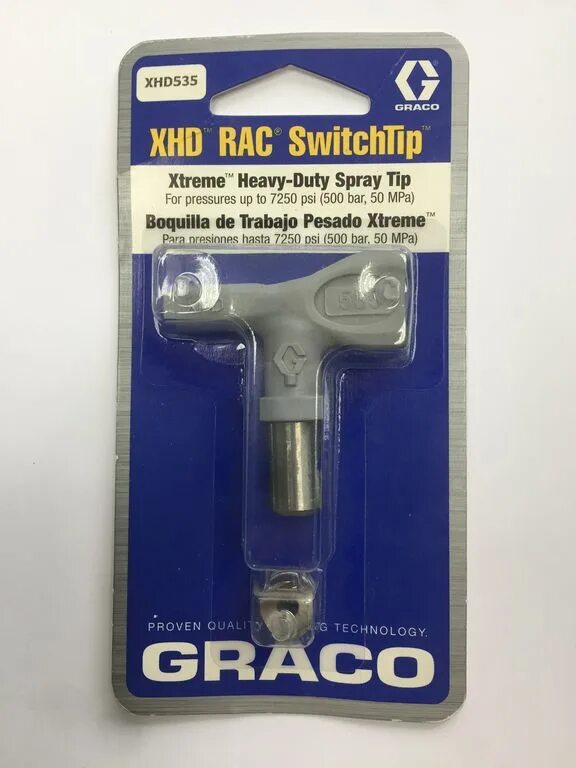 XHD535
GRACO
XHD™ RAC® SwitchTip™
Xtreme™ Heavy-Duty Spray Tip
For pressures up to 7250 psi (500 bar, 50 MPa)
Boquilla de Trabajo Pesado Xtreme™
Para presiones hasta 7250 psi (500 bar, 50 MPa)
G
PROVEN QUALITY TECHNOLOGY.
GRACO